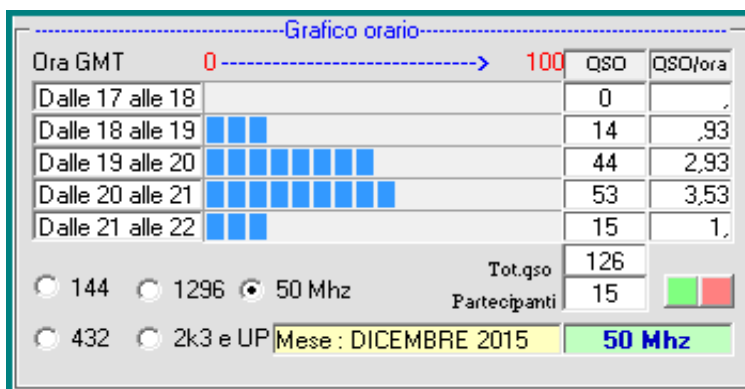 Grafico orario
Ora GMT 0 100 QSO QSO/ora
Dalle 17 alle 18 0 ,
Dalle 18 alle 19 14 ,93
Dalle 19 alle 20 44 2,93
Dalle 20 alle 21 53 3,53
Dalle 21 alle 22 15 1,
Tot.qso 126
144 1296 50 Mhz Partecipanti 15
432 2k3 e UP Mese : DICEMBRE 2015 50 Mhz